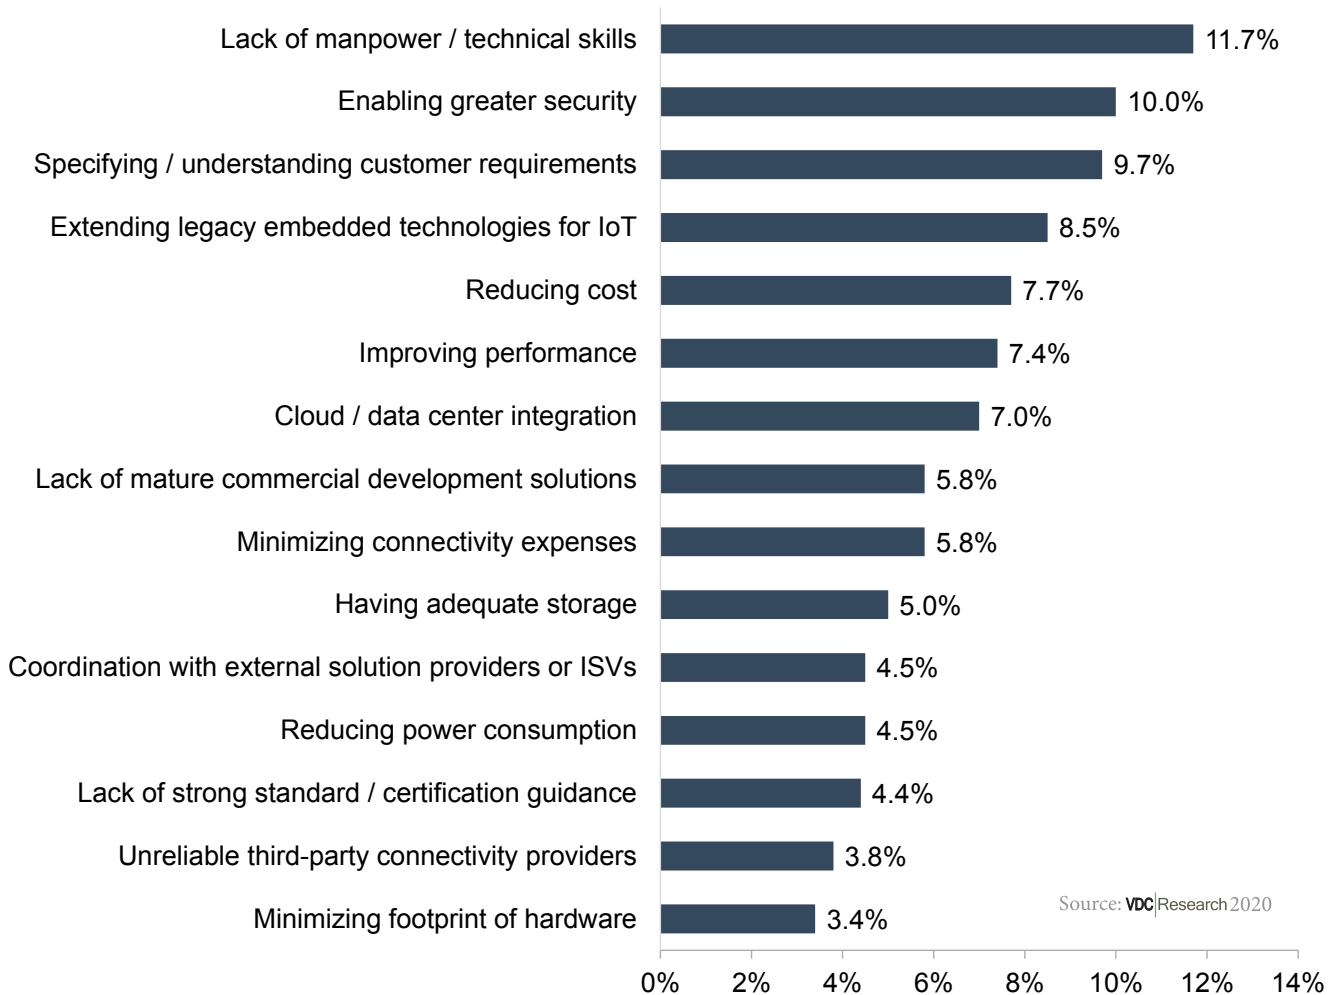 Lack of manpower / technical skills 11.7%
Enabling greater security 10.0%
Specifying / understanding customer requirements 9.7%
Extending legacy embedded technologies for IoT 8.5%
Reducing cost 7.7%
Improving performance 7.4%
Cloud / data center integration 7.0%
Lack of mature commercial development solutions 5.8%
Minimizing connectivity expenses 5.8%
Having adequate storage 5.0%
Coordination with external solution providers or ISVs 4.5%
Reducing power consumption 4.5%
Lack of strong standard / certification guidance 4.4%
Unreliable third-party connectivity providers 3.8%
Source: VDC Research 2020
Minimizing footprint of hardware 3.4%
0% 2% 4% 6% 8% 10% 12% 14%